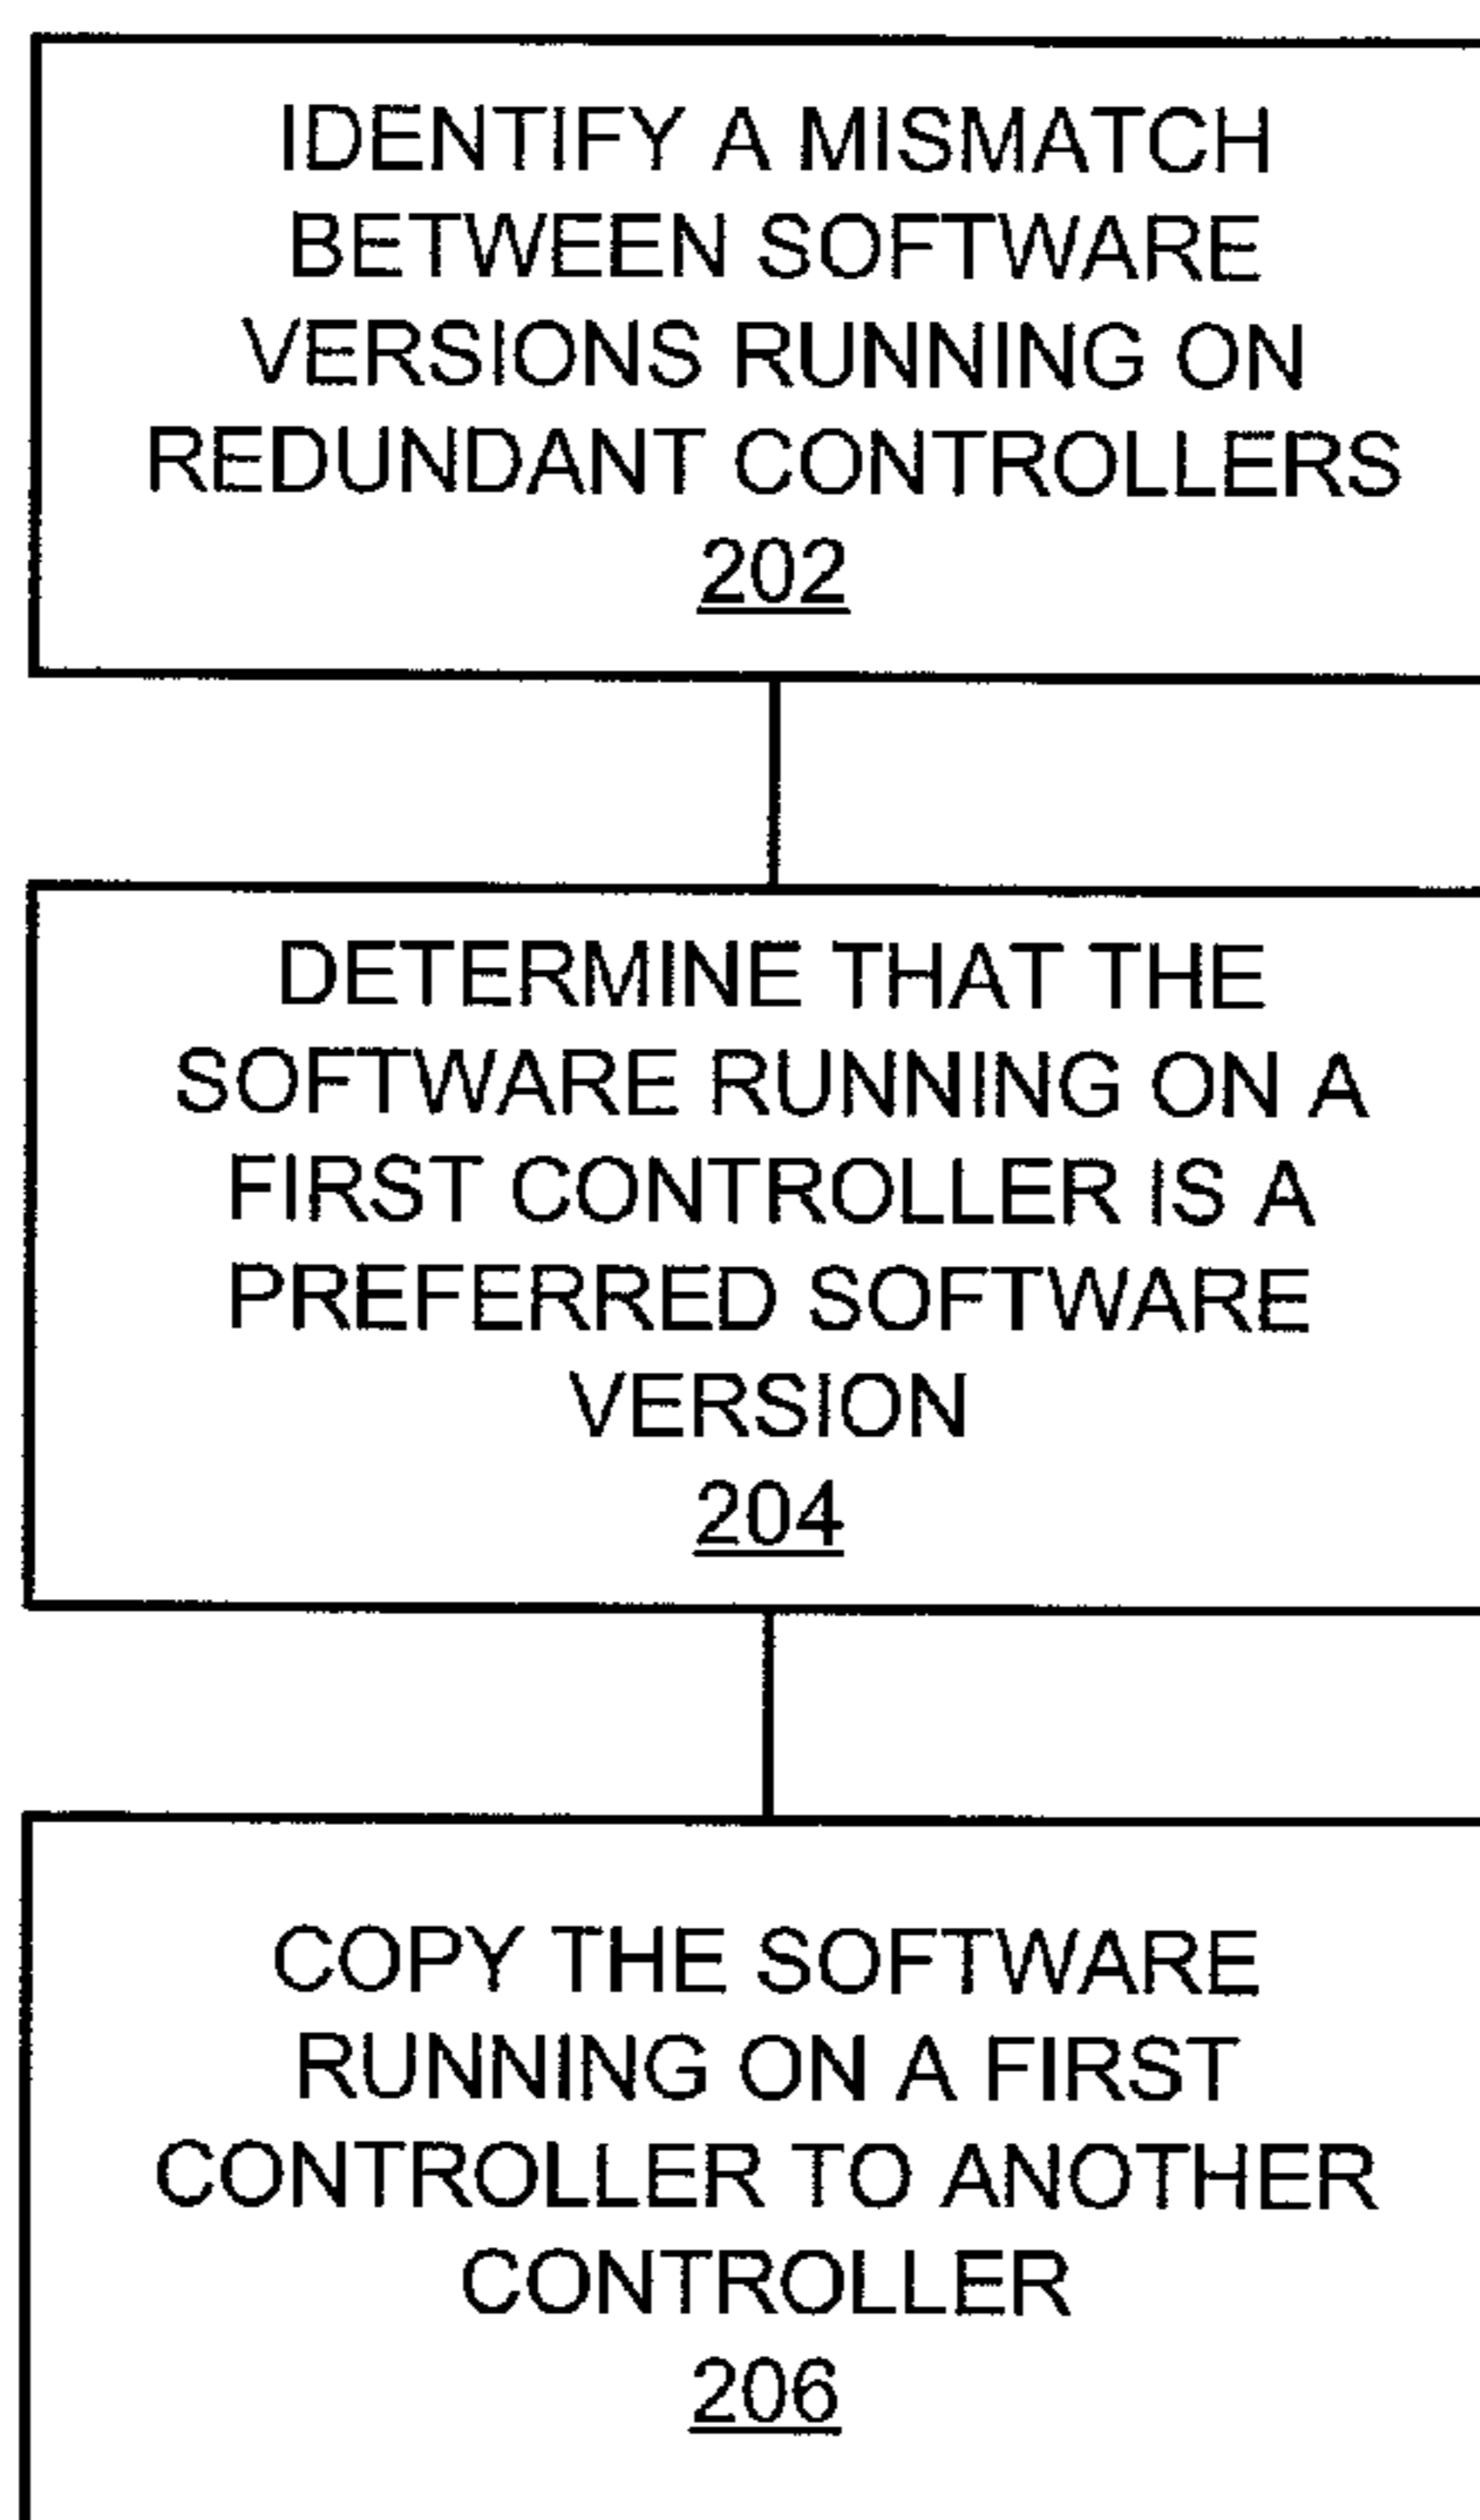 IDENTIFY A MISMATCH
BETWEEN SOFTWARE
VERSIONS RUNNING ON
REDUNDANT CONTROLLERS
202
DETERMINE THAT THE
SOFTWARE RUNNING ON A
FIRST CONTROLLER IS A
PREFERRED SOFTWARE
VERSION
204
COPY THE SOFTWARE
RUNNING ON A FIRST
CONTROLLER TO ANOTHER
CONTROLLER
206